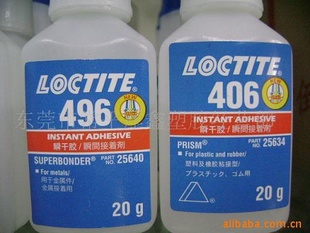 LOCTITE
496
INSTANT ADHESIVE
瞬干胶/瞬間接着剤
SUPERBONDER® PART NO. 25640
• For metals/
用于金属件/
金属接着用
20 g
LOCTITE
406
INSTANT ADHESIVE
瞬干胶/瞬間接着剤
PRISM® PART NO. 25634
• For plastic and rubber/
塑料及橡胶粘接型/
プラスチック、ゴム用
20 g
alibaba.com.cn